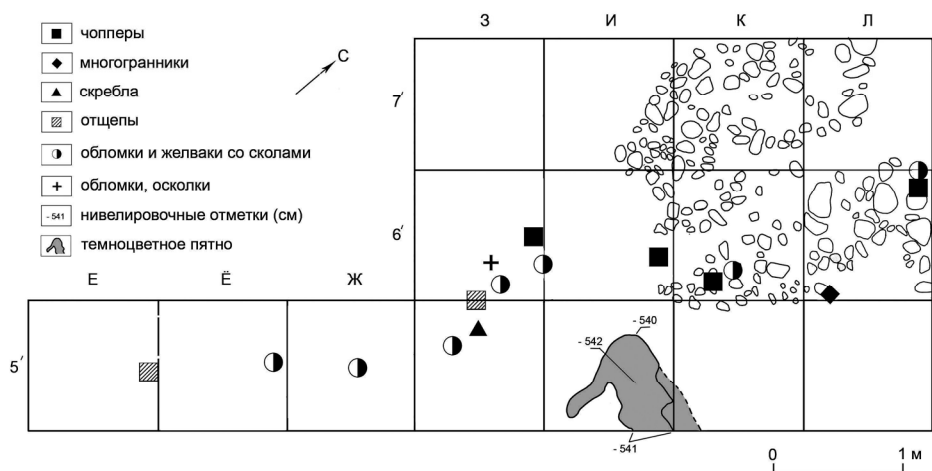 З И К Л
чопперы
многогранники
скребла
отщепы
обломки и желваки со сколами
обломки, осколки
- 541 нивелировочные отметки (см)
темноцветное пятно
С
7′
6′
Е Ё Ж
5′
- 540
- 542
- 541
0 1 м